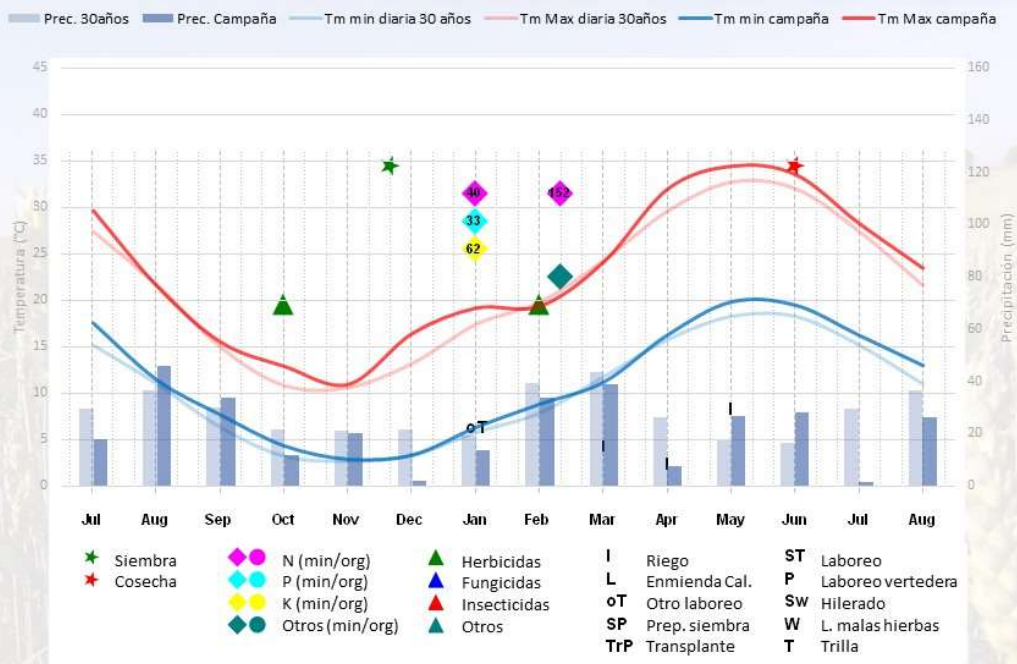 Prec. 30años Prec. Campaña Tm min diaria 30 años Tm Max diaria 30años Tm min campaña Tm Max campaña
45 160
40 140
35 120
30 100
25 80
20 60
15 40
10 20
5 0
0
Temperatura (°C)
Precipitación (mm)
40 152
33
62
oT
I
I
I
Jul Aug Sep Oct Nov Dec Jan Feb Mar Apr May Jun Jul Aug
Siembra N (min/org) Herbicidas I Riego ST Laboreo
Cosecha P (min/org) Fungicidas L Enmienda Cal. P Laboreo vertedera
K (min/org) Insecticidas oT Otro laboreo Sw Hilerado
Otros (min/org) Otros SP Prep. siembra W L. malas hierbas
TrP Transplante T Trilla